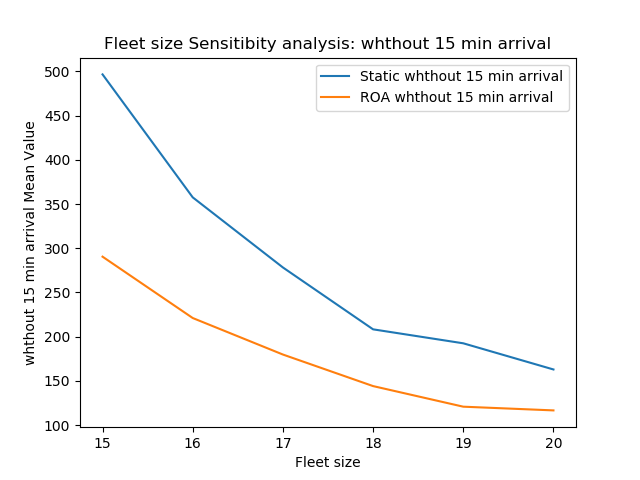 Fleet size Sensitibity analysis: whthout 15 min arrival
Static whthout 15 min arrival
ROA whthout 15 min arrival
whthout 15 min arrival Mean Value
500
450
400
350
300
250
200
150
100
15 16 17 18 19 20
Fleet size